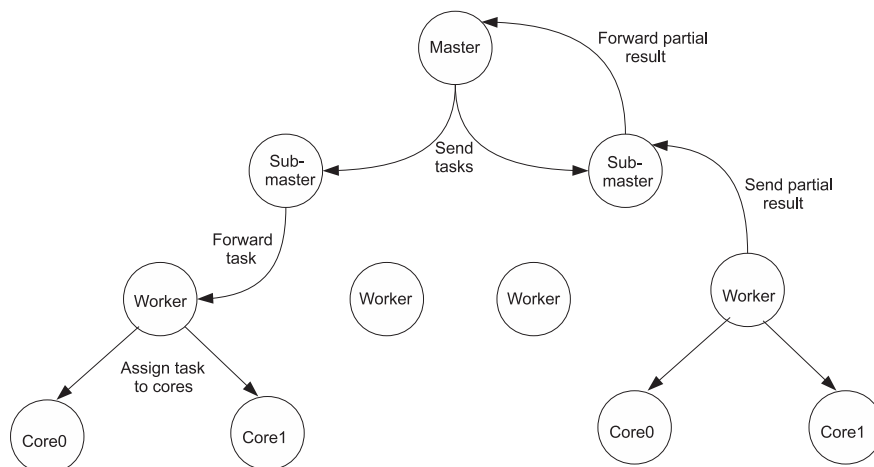 Master
Forward partial
result
Send
tasks
Sub-
master
Sub-
master
Send partial
result
Forward
task
Worker
Worker
Worker
Worker
Assign task
to cores
Core0
Core1
Core0
Core1